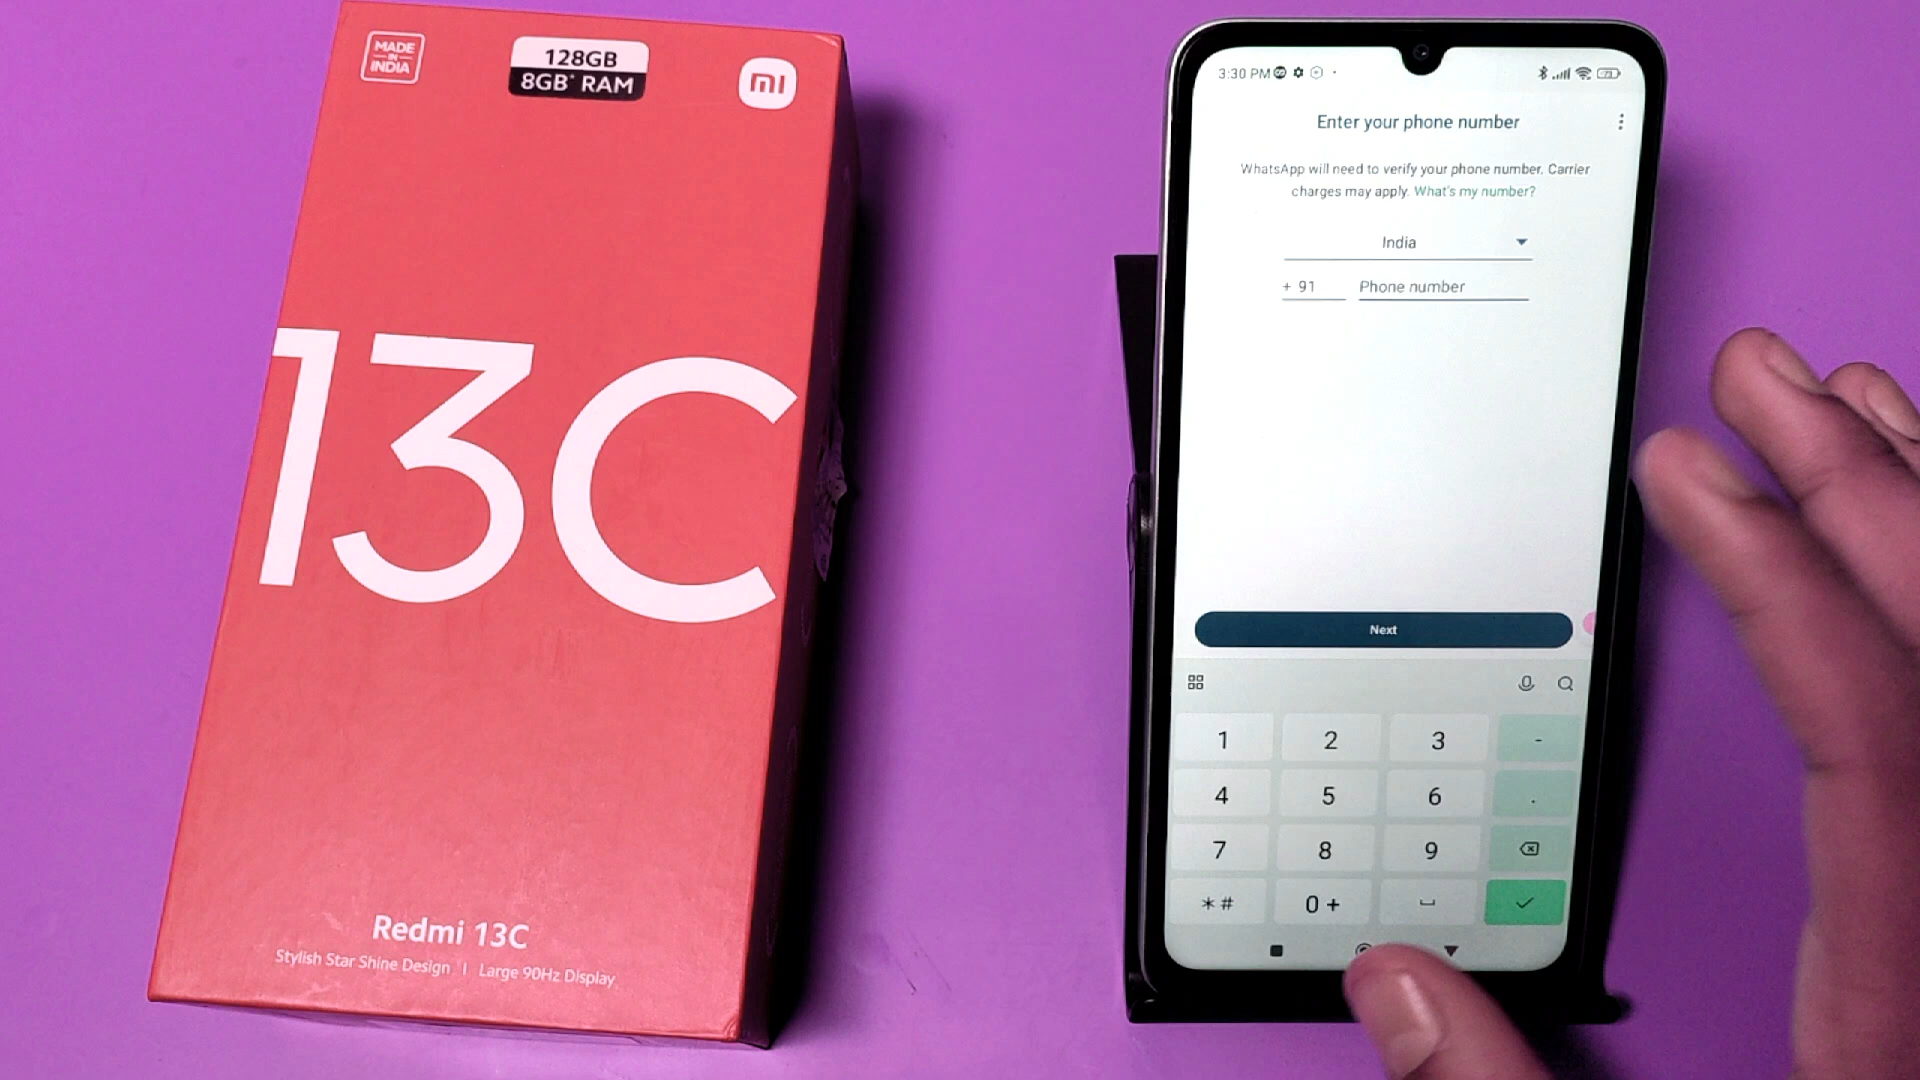 MADE
IN
INDIA
128GB
8GB* RAM
mi
13C
Redmi 13C
Stylish Star Shine Design | Large 90Hz Display
3:30 PM
73
Enter your phone number
WhatsApp will need to verify your phone number. Carrier
charges may apply. What's my number?
India
+ 91 Phone number
Next
1 2 3 -
4 5 6 .
7 8 9
*# 0 +